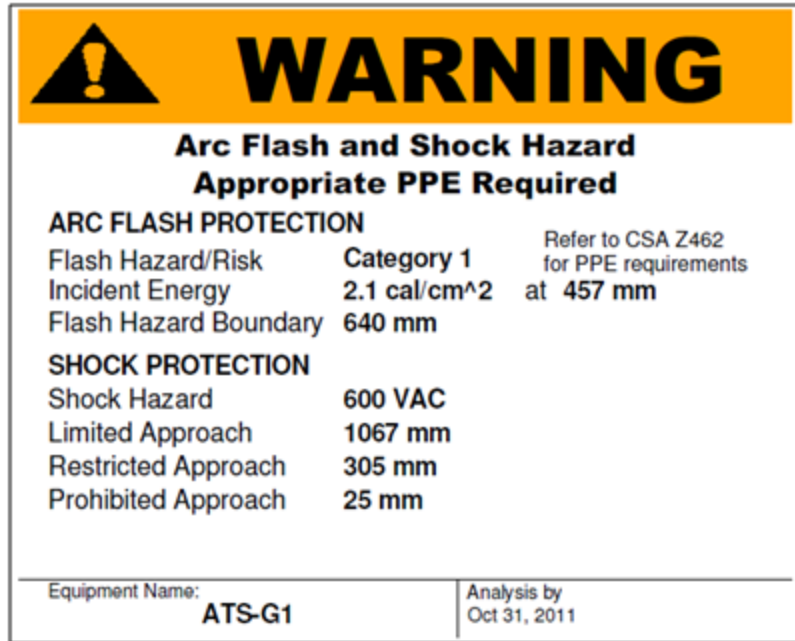 WARNING
Arc Flash and Shock Hazard
Appropriate PPE Required
ARC FLASH PROTECTION
Flash Hazard/Risk Category 1 Refer to CSA Z462
for PPE requirements
Incident Energy 2.1 cal/cm^2 at 457 mm
Flash Hazard Boundary 640 mm
SHOCK PROTECTION
Shock Hazard 600 VAC
Limited Approach 1067 mm
Restricted Approach 305 mm
Prohibited Approach 25 mm
Equipment Name: Analysis by
ATS-G1 Oct 31, 2011